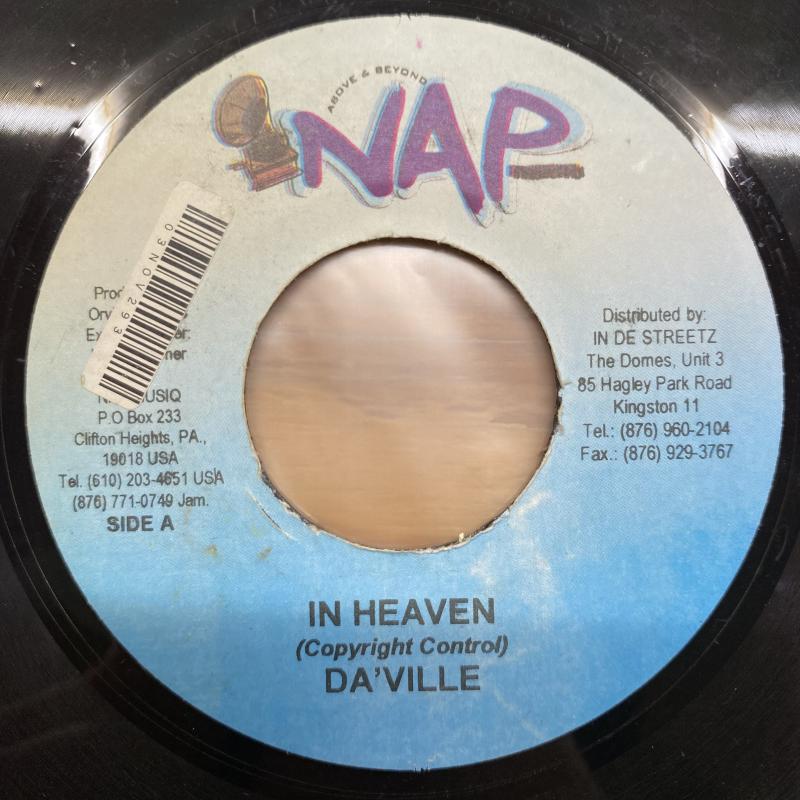 ABOVE & BEYOND
NAP
03NOV293
MUSIQ
P.O Box 233
Clifton Heights, PA.,
19018 USA
Tel. (610) 203-4651 USA
(876) 771-0749 Jam.
SIDE A
Distributed by:
IN DE STREETZ
The Domes, Unit 3
85 Hagley Park Road
Kingston 11
Tel.: (876) 960-2104
Fax.: (876) 929-3767
IN HEAVEN
(Copyright Control)
DA'VILLE